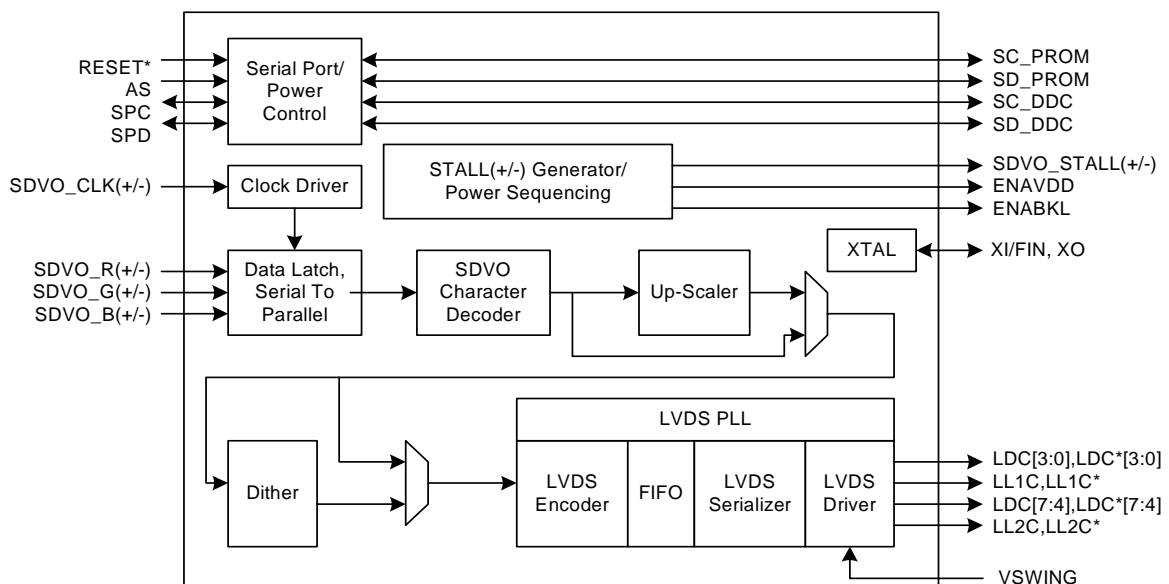 RESET*
AS
SPC
SPD
Serial Port/
Power
Control
SC_PROM
SD_PROM
SC_DDC
SD_DDC
SDVO_CLK(+/-)
Clock Driver
STALL(+/-) Generator/
Power Sequencing
SDVO_STALL(+/-)
ENAVDD
ENABKL
XTAL
XI/FIN, XO
SDVO_R(+/-)
SDVO_G(+/-)
SDVO_B(+/-)
Data Latch,
Serial To
Parallel
SDVO
Character
Decoder
Up-Scaler
Dither
LVDS PLL
LVDS
Encoder
FIFO
LVDS
Serializer
LVDS
Driver
LDC[3:0],LDC*[3:0]
LL1C,LL1C*
LDC[7:4],LDC*[7:4]
LL2C,LL2C*
VSWING